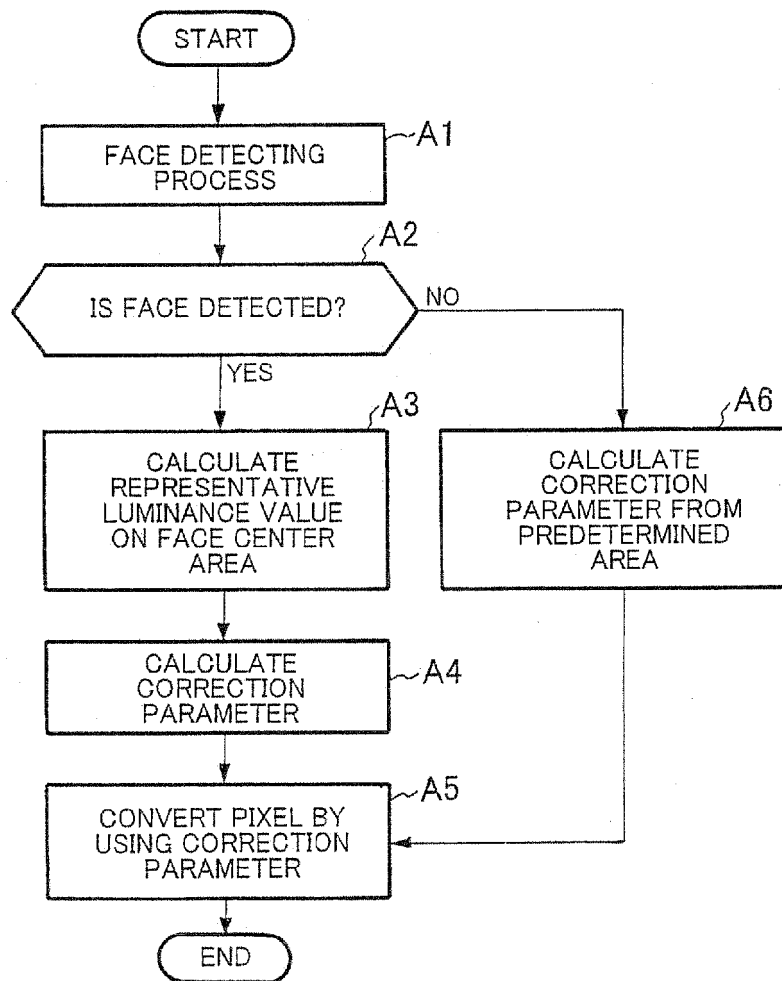 START
A1
FACE DETECTING
PROCESS
A2
IS FACE DETECTED?
NO
YES
A3
CALCULATE
REPRESENTATIVE
LUMINANCE VALUE
ON FACE CENTER
AREA
A6
CALCULATE
CORRECTION
PARAMETER FROM
PREDETERMINED
AREA
CALCULATE
CORRECTION
PARAMETER
A4
A5
CONVERT PIXEL BY
USING CORRECTION
PARAMETER
END